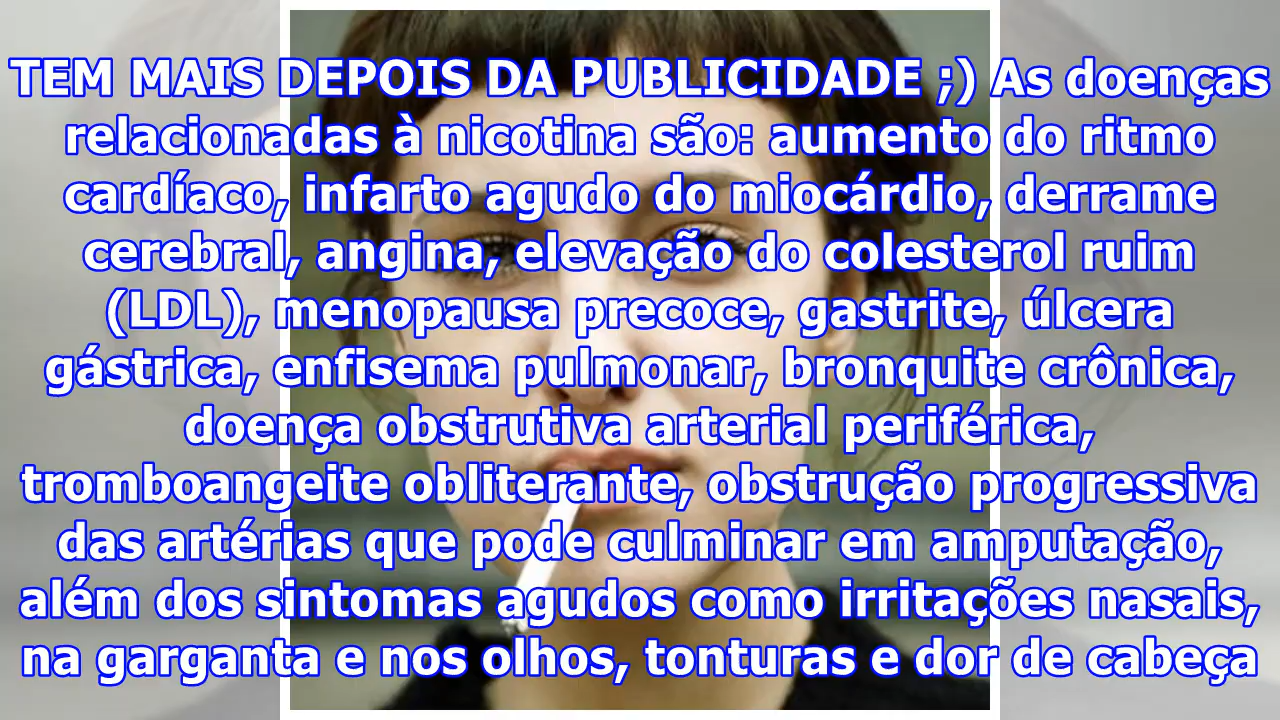 TEM MAIS DEPOIS DA PUBLICIDADE ;) As doenças
relacionadas à nicotina são: aumento do ritmo
cardíaco, infarto agudo do miocárdio, derrame
cerebral, angina, elevação do colesterol ruim
(LDL), menopausa precoce, gastrite, úlcera
gástrica, enfisema pulmonar, bronquite crônica,
doença obstrutiva arterial periférica,
tromboangeite obliterante, obstrução progressiva
das artérias que pode culminar em amputação,
além dos sintomas agudos como irritações nasais,
na garganta e nos olhos, tonturas e dor de cabeça